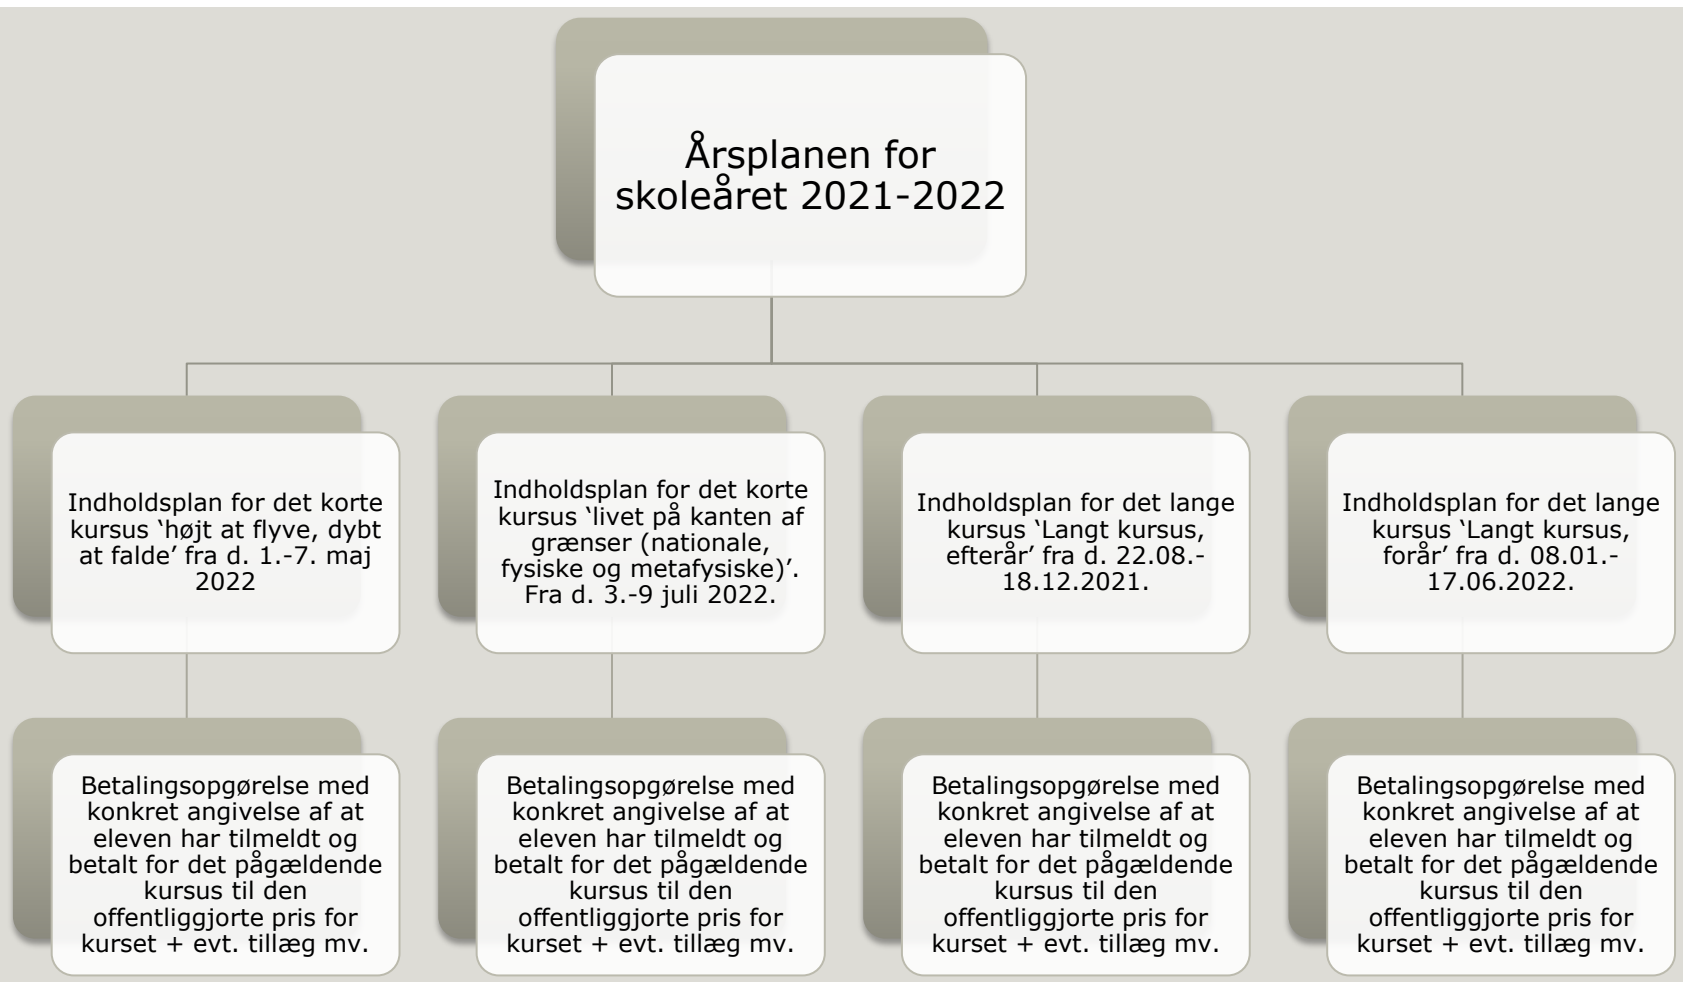 Årsplanen for
skoleåret 2021-2022
Indholdsplan for det korte
kursus ‘højt at flyve, dybt
at falde’ fra d. 1.-7. maj
2022
Indholdsplan for det korte
kursus ‘livet på kanten af
grænser (nationale,
fysiske og metafysiske)’.
Fra d. 3.-9 juli 2022.
Indholdsplan for det lange
kursus ‘Langt kursus,
efterår’ fra d. 22.08.-
18.12.2021.
Indholdsplan for det lange
kursus ‘Langt kursus,
forår’ fra d. 08.01.-
17.06.2022.
Betalingsopgørelse med
konkret angivelse af at
eleven har tilmeldt og
betalt for det pågældende
kursus til den
offentliggjorte pris for
kurset + evt. tillæg mv.
Betalingsopgørelse med
konkret angivelse af at
eleven har tilmeldt og
betalt for det pågældende
kursus til den
offentliggjorte pris for
kurset + evt. tillæg mv.
Betalingsopgørelse med
konkret angivelse af at
eleven har tilmeldt og
betalt for det pågældende
kursus til den
offentliggjorte pris for
kurset + evt. tillæg mv.
Betalingsopgørelse med
konkret angivelse af at
eleven har tilmeldt og
betalt for det pågældende
kursus til den
offentliggjorte pris for
kurset + evt. tillæg mv.